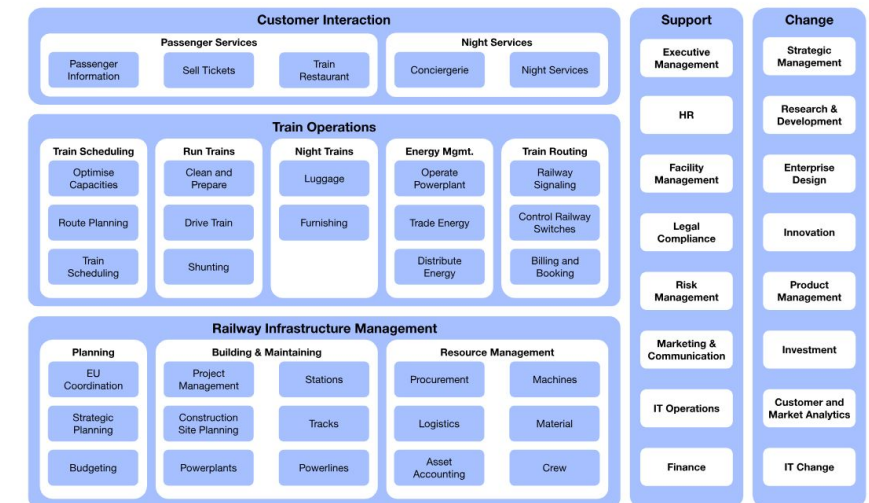 Customer Interaction
Passenger Services
Passenger
Information
Sell Tickets
Train
Restaurant
Night Services
Conciergerie
Night Services
Train Operations
Train Scheduling
Optimise
Capacities
Route Planning
Train
Scheduling
Run Trains
Clean and
Prepare
Drive Train
Shunting
Night Trains
Luggage
Furnishing
Energy Mgmt.
Operate
Powerplant
Trade Energy
Distribute
Energy
Train Routing
Railway
Signaling
Control Railway
Switches
Billing and
Booking
Railway Infrastructure Management
Planning
EU
Coordination
Strategic
Planning
Budgeting
Building & Maintaining
Project
Management
Stations
Construction
Site Planning
Tracks
Powerplants
Powerlines
Resource Management
Procurement
Machines
Logistics
Material
Asset
Accounting
Crew
Support
Executive
Management
HR
Facility
Management
Legal
Compliance
Risk
Management
Marketing &
Communication
IT Operations
Finance
Change
Strategic
Management
Research &
Development
Enterprise
Design
Innovation
Product
Management
Investment
Customer and
Market Analytics
IT Change